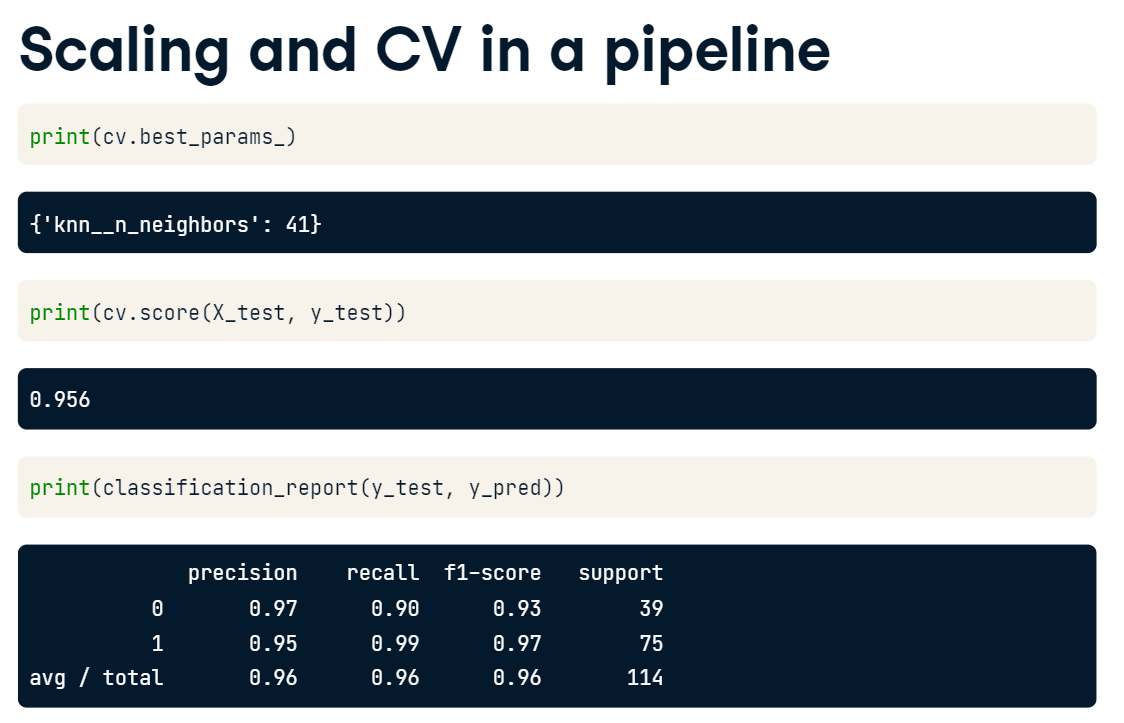 Scaling and CV in a pipeline
print(cv.best_params_)
{'knn__n_neighbors': 41}
print(cv.score(X_test, y_test))
0.956
print(classification_report(y_test, y_pred))
precision recall f1-score support
0 0.97 0.90 0.93 39
1 0.95 0.99 0.97 75
avg / total 0.96 0.96 0.96 114